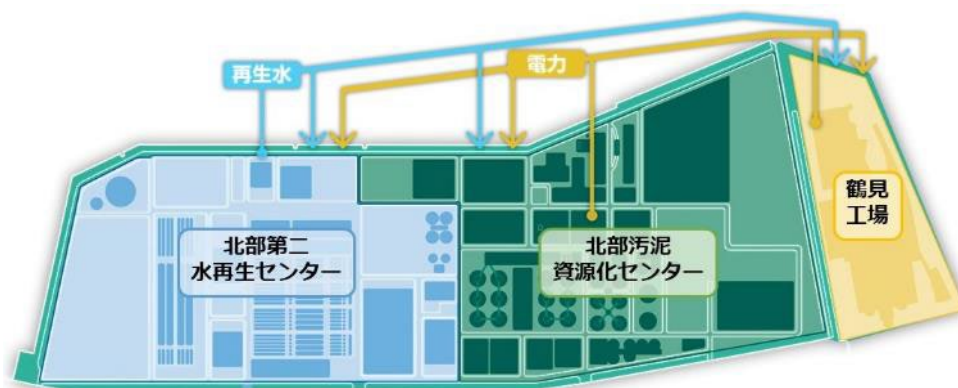 再生水
電力
北部第二
水再生センター
北部汚泥
資源化センター
鶴見
工場